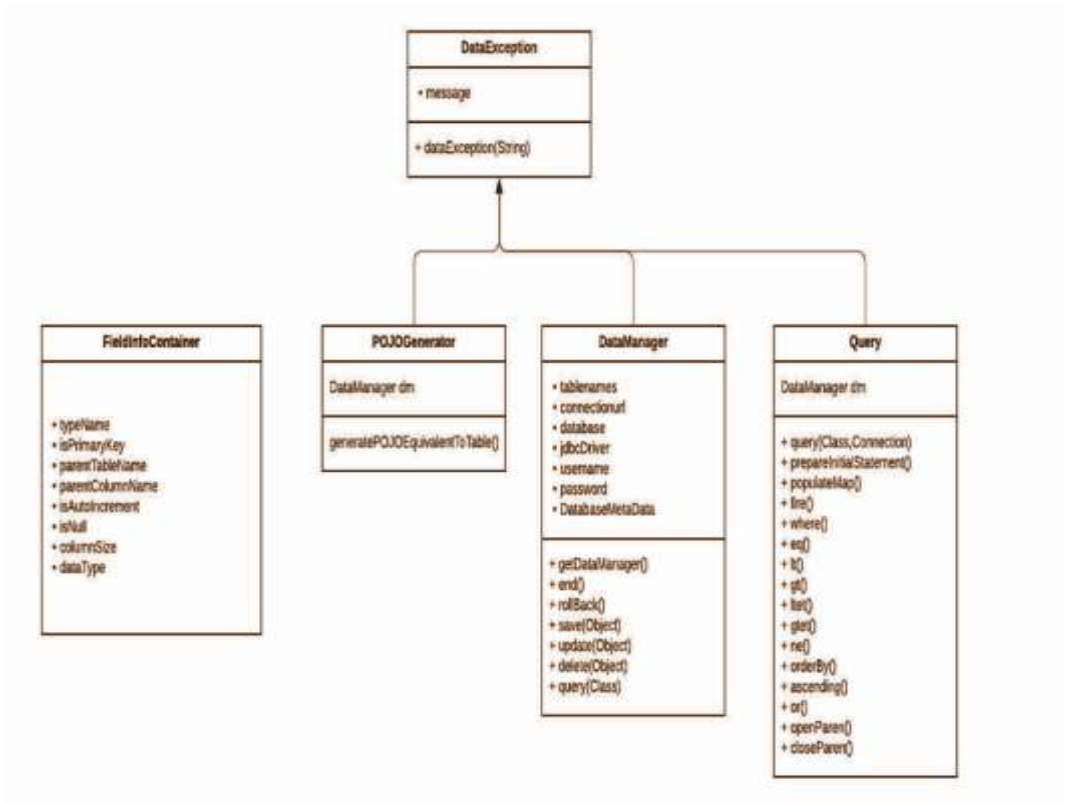 DataException
• message
+ dataException(String)
FieldInfoContainer
• typeName
• isPrimaryKey
• parentTableName
• parentColumnName
• isAutoIncrement
• isNull
• columnSize
• dataType
POJOGenerator
DataManager dm
generatePOJOEquivalentToTable()
DataManager
• tablenames
• connectionurl
• database
• jdbcDriver
• username
• password
• DatabaseMetaData
+ getDataManager()
+ end()
+ rollBack()
+ save(Object)
+ update(Object)
+ delete(Object)
+ query(Class)
Query
DataManager dm
+ query(Class,Connection)
+ prepareInitialStatement()
+ populateMap()
+ fire()
+ where()
+ eq()
+ lt()
+ gt()
+ ltet()
+ gtet()
+ ne()
+ orderBy()
+ ascending()
+ or()
+ openParen()
+ closeParen()